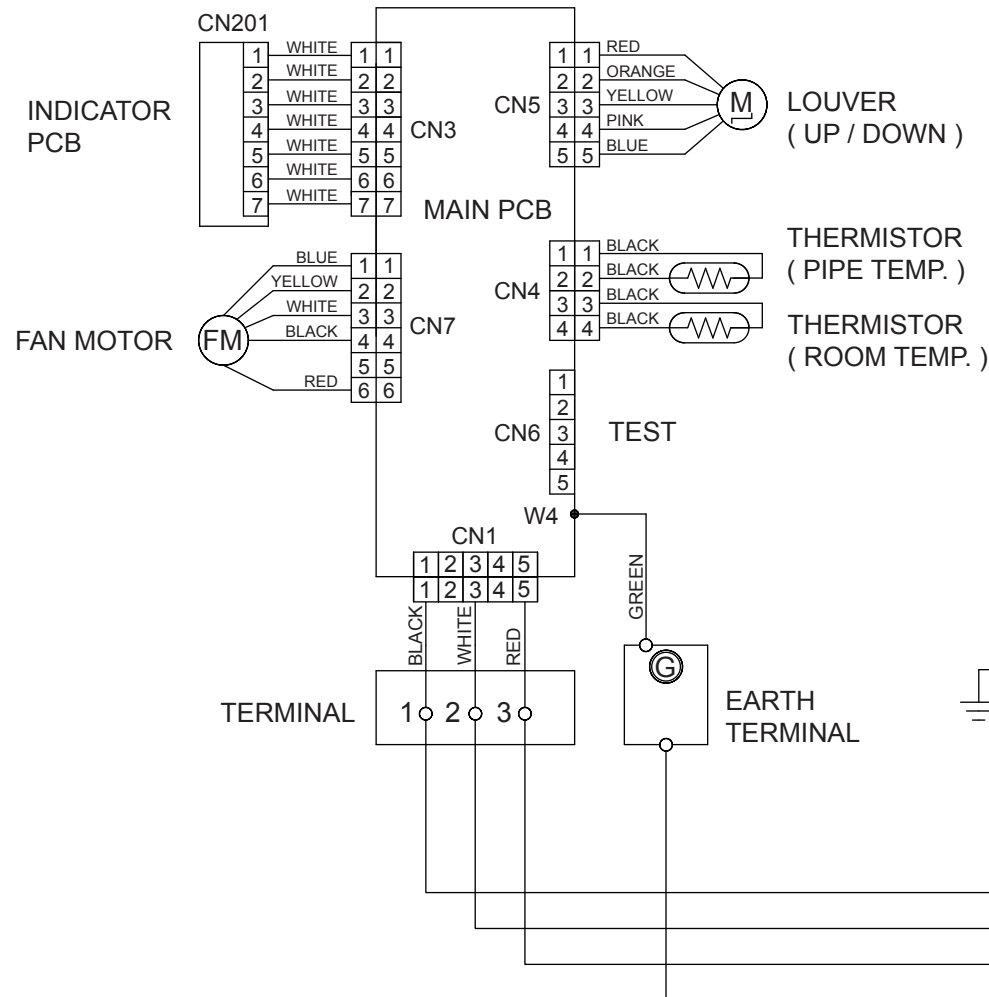 CN201
1 WHITE 1 1
2 WHITE 2 2
3 WHITE 3 3
4 WHITE 4 4
5 WHITE 5 5
6 WHITE 6 6
7 WHITE 7 7
INDICATOR
PCB
CN3
MAIN PCB
CN5
1 1 RED
2 2 ORANGE
3 3 YELLOW
4 4 PINK
5 5 BLUE
M
LOUVER
( UP / DOWN )
FAN MOTOR
FM
BLUE 1 1
YELLOW 2 2
WHITE 3 3
BLACK 4 4
5 5
RED 6 6
CN7
CN4
1 1 BLACK
2 2 BLACK
3 3 BLACK
4 4 BLACK
THERMISTOR
( PIPE TEMP. )
THERMISTOR
( ROOM TEMP. )
CN6
1
2
3
4
5
TEST
W4
CN1
1 2 3 4 5
1 2 3 4 5
BLACK
WHITE
RED
GREEN
TERMINAL
1 2 3
G
EARTH
TERMINAL